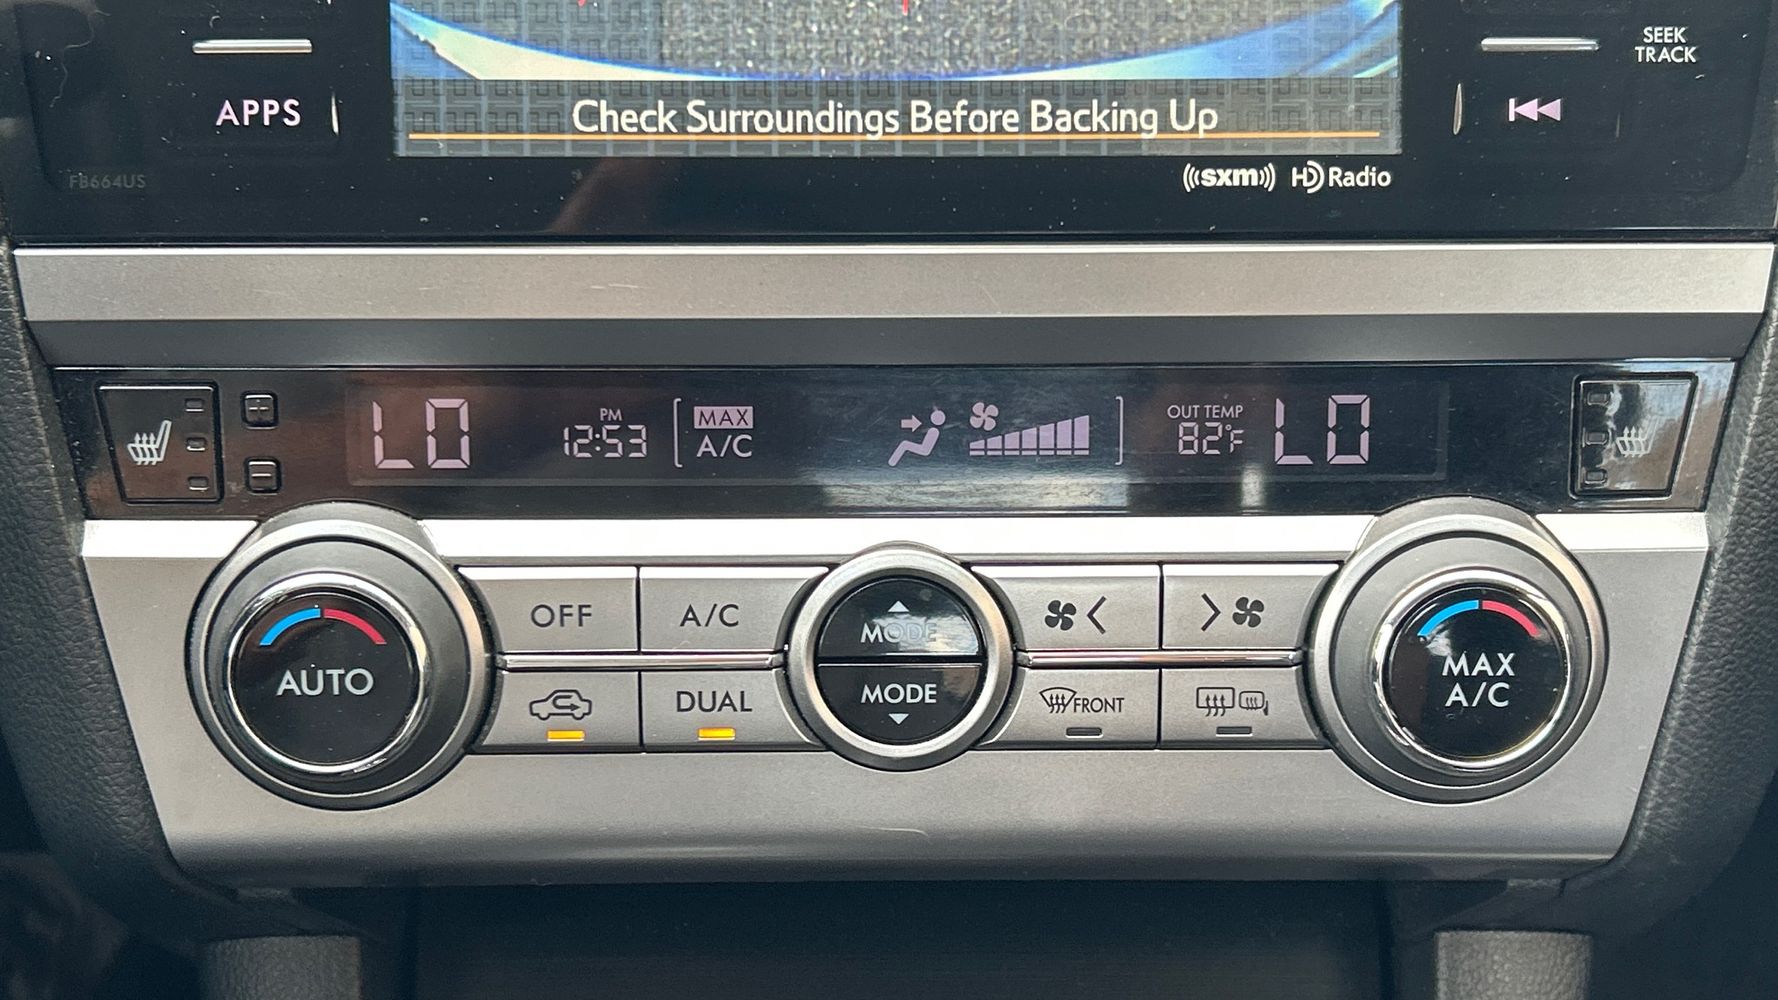 SEEK
TRACK
APPS
Check Surroundings Before Backing Up
FB664US
((sxm)) HD Radio
LO
PM
12:53
MAX
A/C
OUT TEMP
82°F
LO
OFF
A/C
MODE
AUTO
DUAL
MODE
FRONT
MAX
A/C